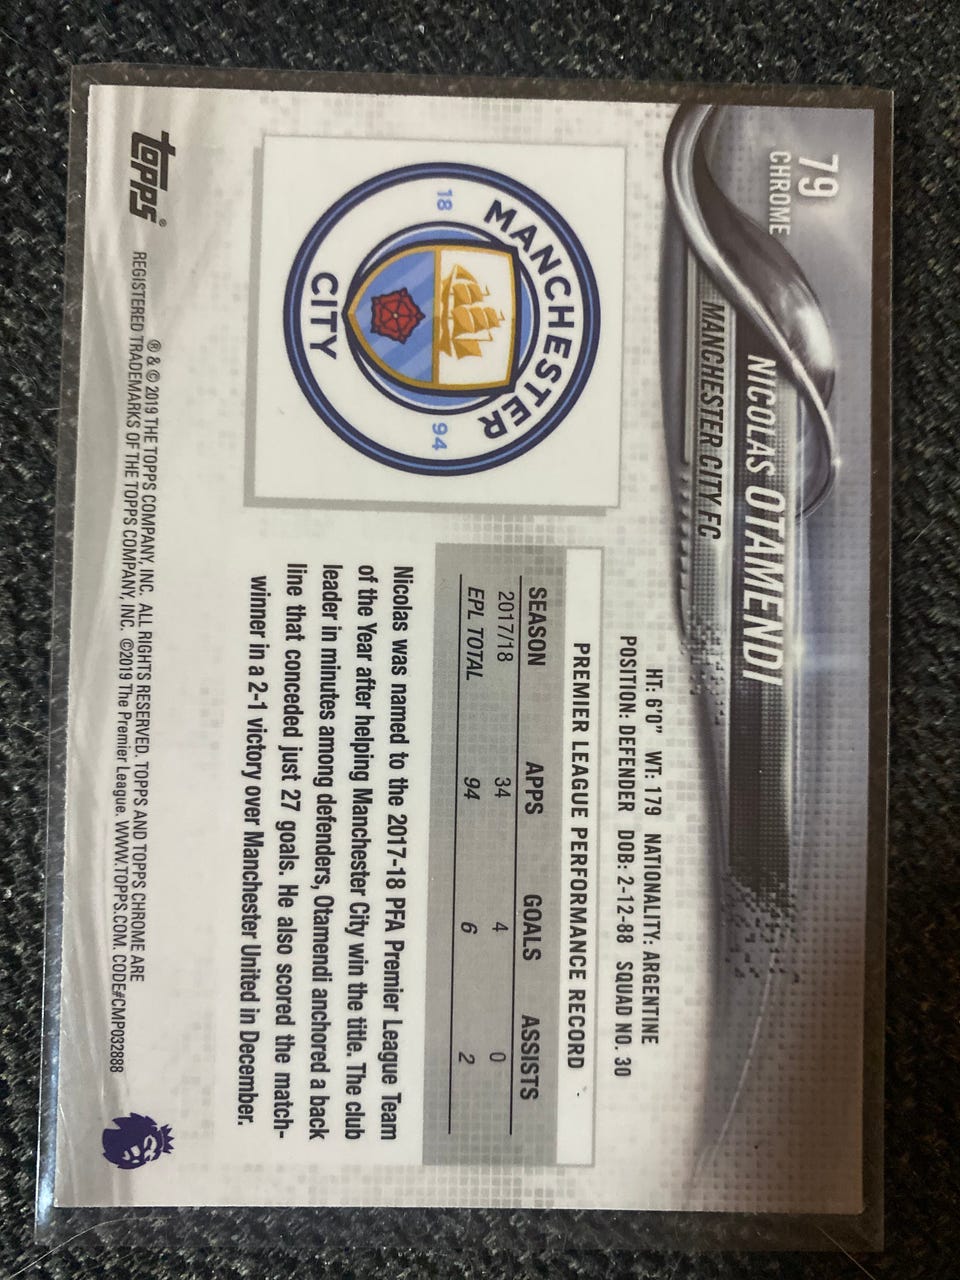 79
CHROME
NICOLAS OTAMENDI
MANCHESTER CITY FC
HT: 6'0" WT: 179 NATIONALITY: ARGENTINE
POSITION: DEFENDER DOB: 2-12-88 SQUAD NO. 30
MANCHESTER
18 94
CITY
PREMIER LEAGUE PERFORMANCE RECORD
SEASON APPS GOALS ASSISTS
2017/18 34 4 0
EPL TOTAL 94 6 2
Nicolas was named to the 2017-18 PFA Premier League Team
of the Year after helping Manchester City win the title. The club
leader in minutes among defenders, Otamendi anchored a back
line that conceded just 27 goals. He also scored the match-
winner in a 2-1 victory over Manchester United in December.
topps®
® & © 2019 THE TOPPS COMPANY, INC. ALL RIGHTS RESERVED. TOPPS AND TOPPS CHROME ARE
REGISTERED TRADEMARKS OF THE TOPPS COMPANY, INC. ©2019 The Premier League. WWW.TOPPS.COM. CODE#CMP032888